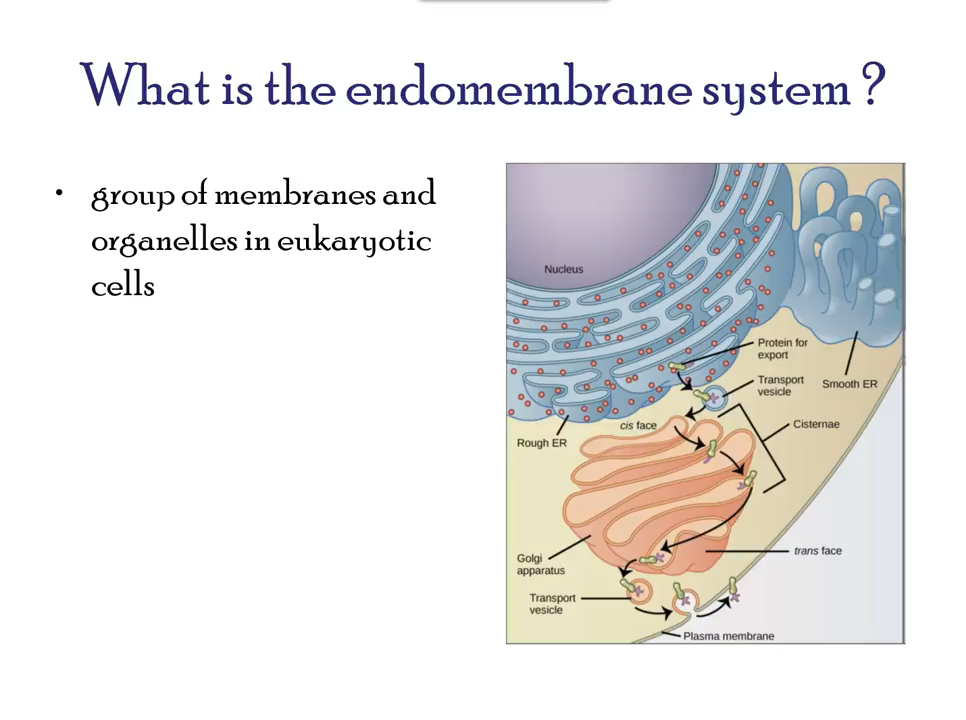 What is the endomembrane system ?
• group of membranes and
organelles in eukaryotic
cells
Nucleus
Protein for
export
Transport
vesicle
Smooth ER
Cisternae
cis face
Rough ER
Golgi
apparatus
trans face
Transport
vesicle
Plasma membrane